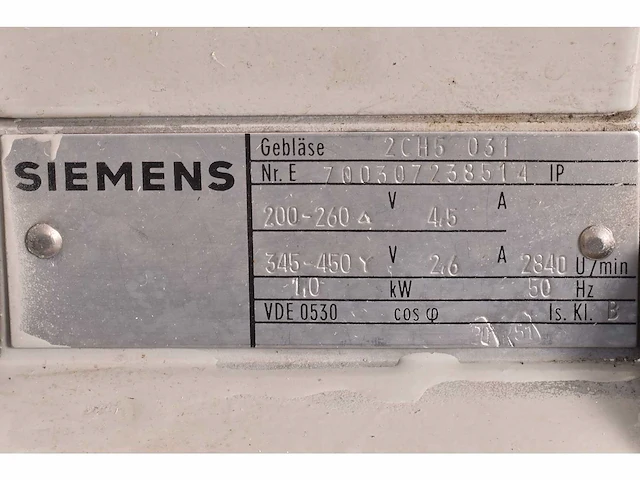 SIEMENS
Gebläse 2CH5 031
Nr. E 700307238514 IP
200-260 △ V 4,5 A
345-450 Y V 2,6 A 2840 U/min
1,0 kW 50 Hz
VDE 0530 cos φ Is. Kl. B